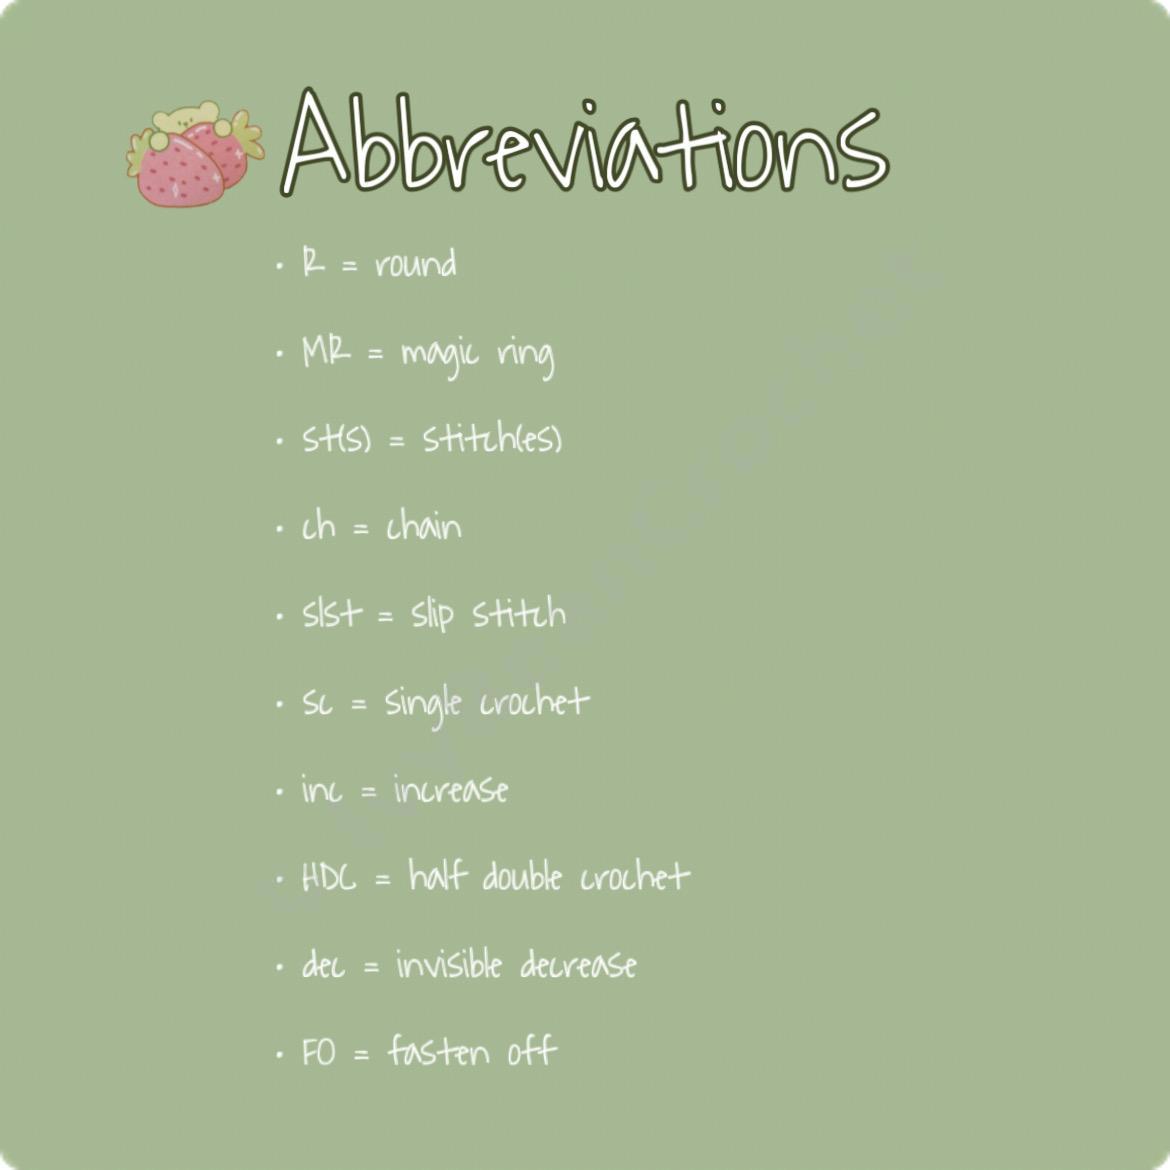 Abbreviations
• R = round
• MR = magic ring
• st(s) = stitch(es)
• ch = chain
• slst = slip stitch
• sc = single crochet
• inc = increase
• HDC = half double crochet
• dec = invisible decrease
• FO = fasten off